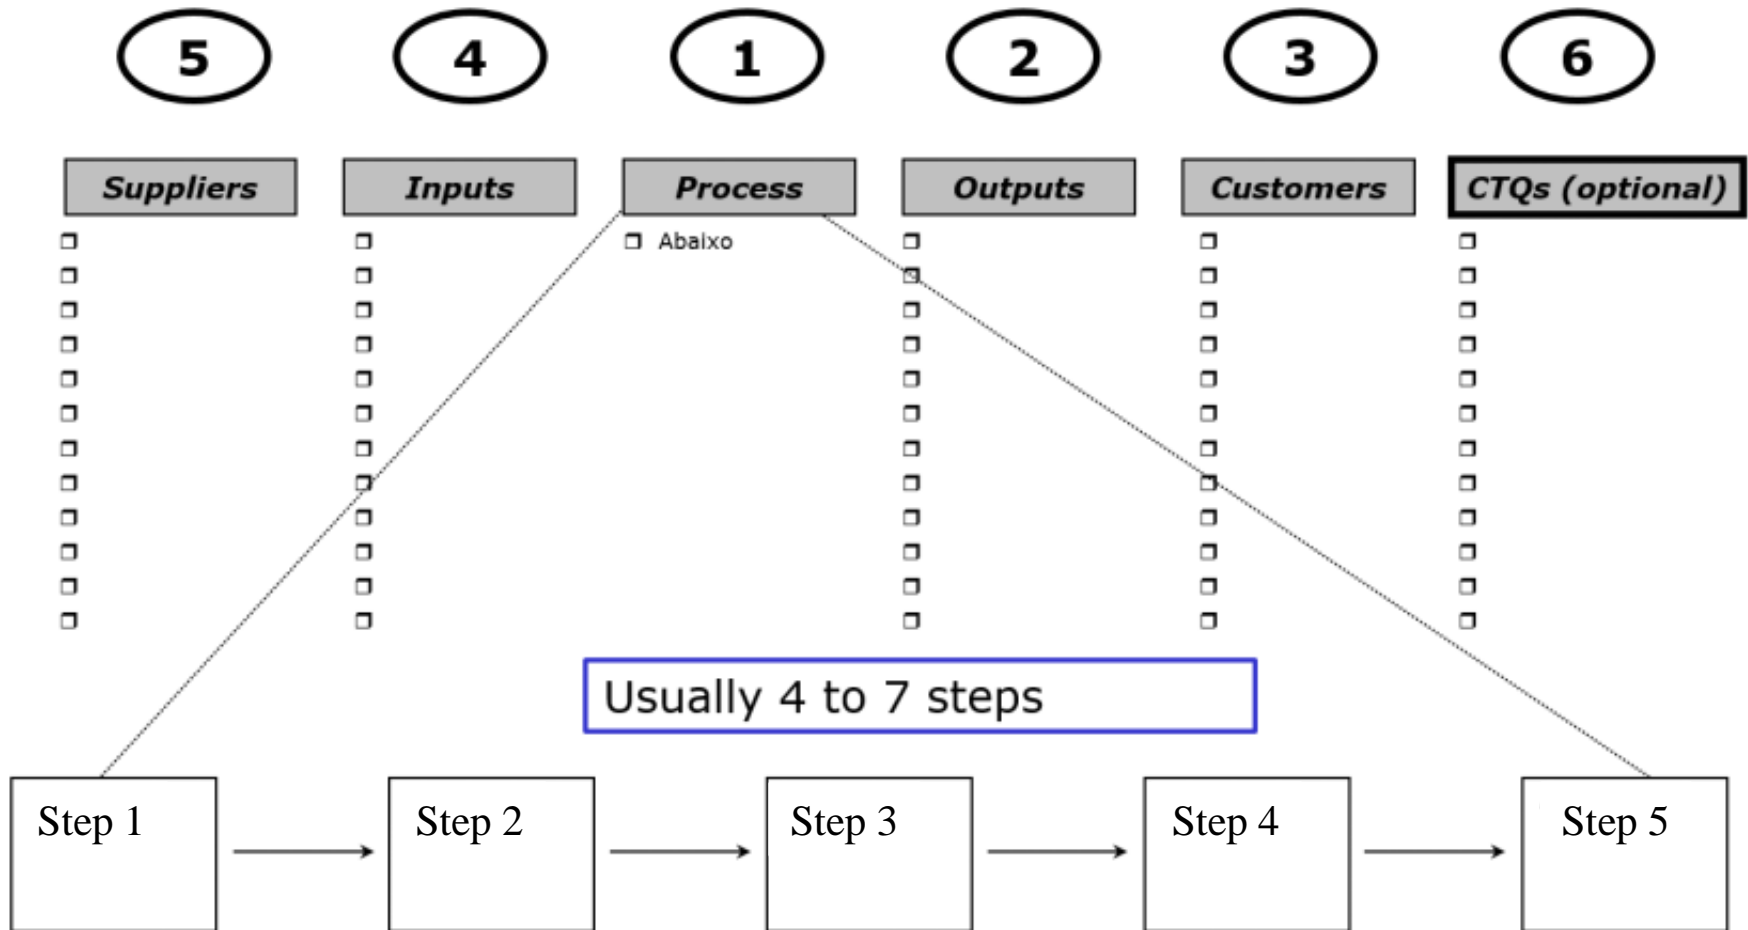 5 4 1 2 3 6
Suppliers Inputs Process Outputs Customers CTQs (optional)
Abaixo
Usually 4 to 7 steps
Step 1 Step 2 Step 3 Step 4 Step 5